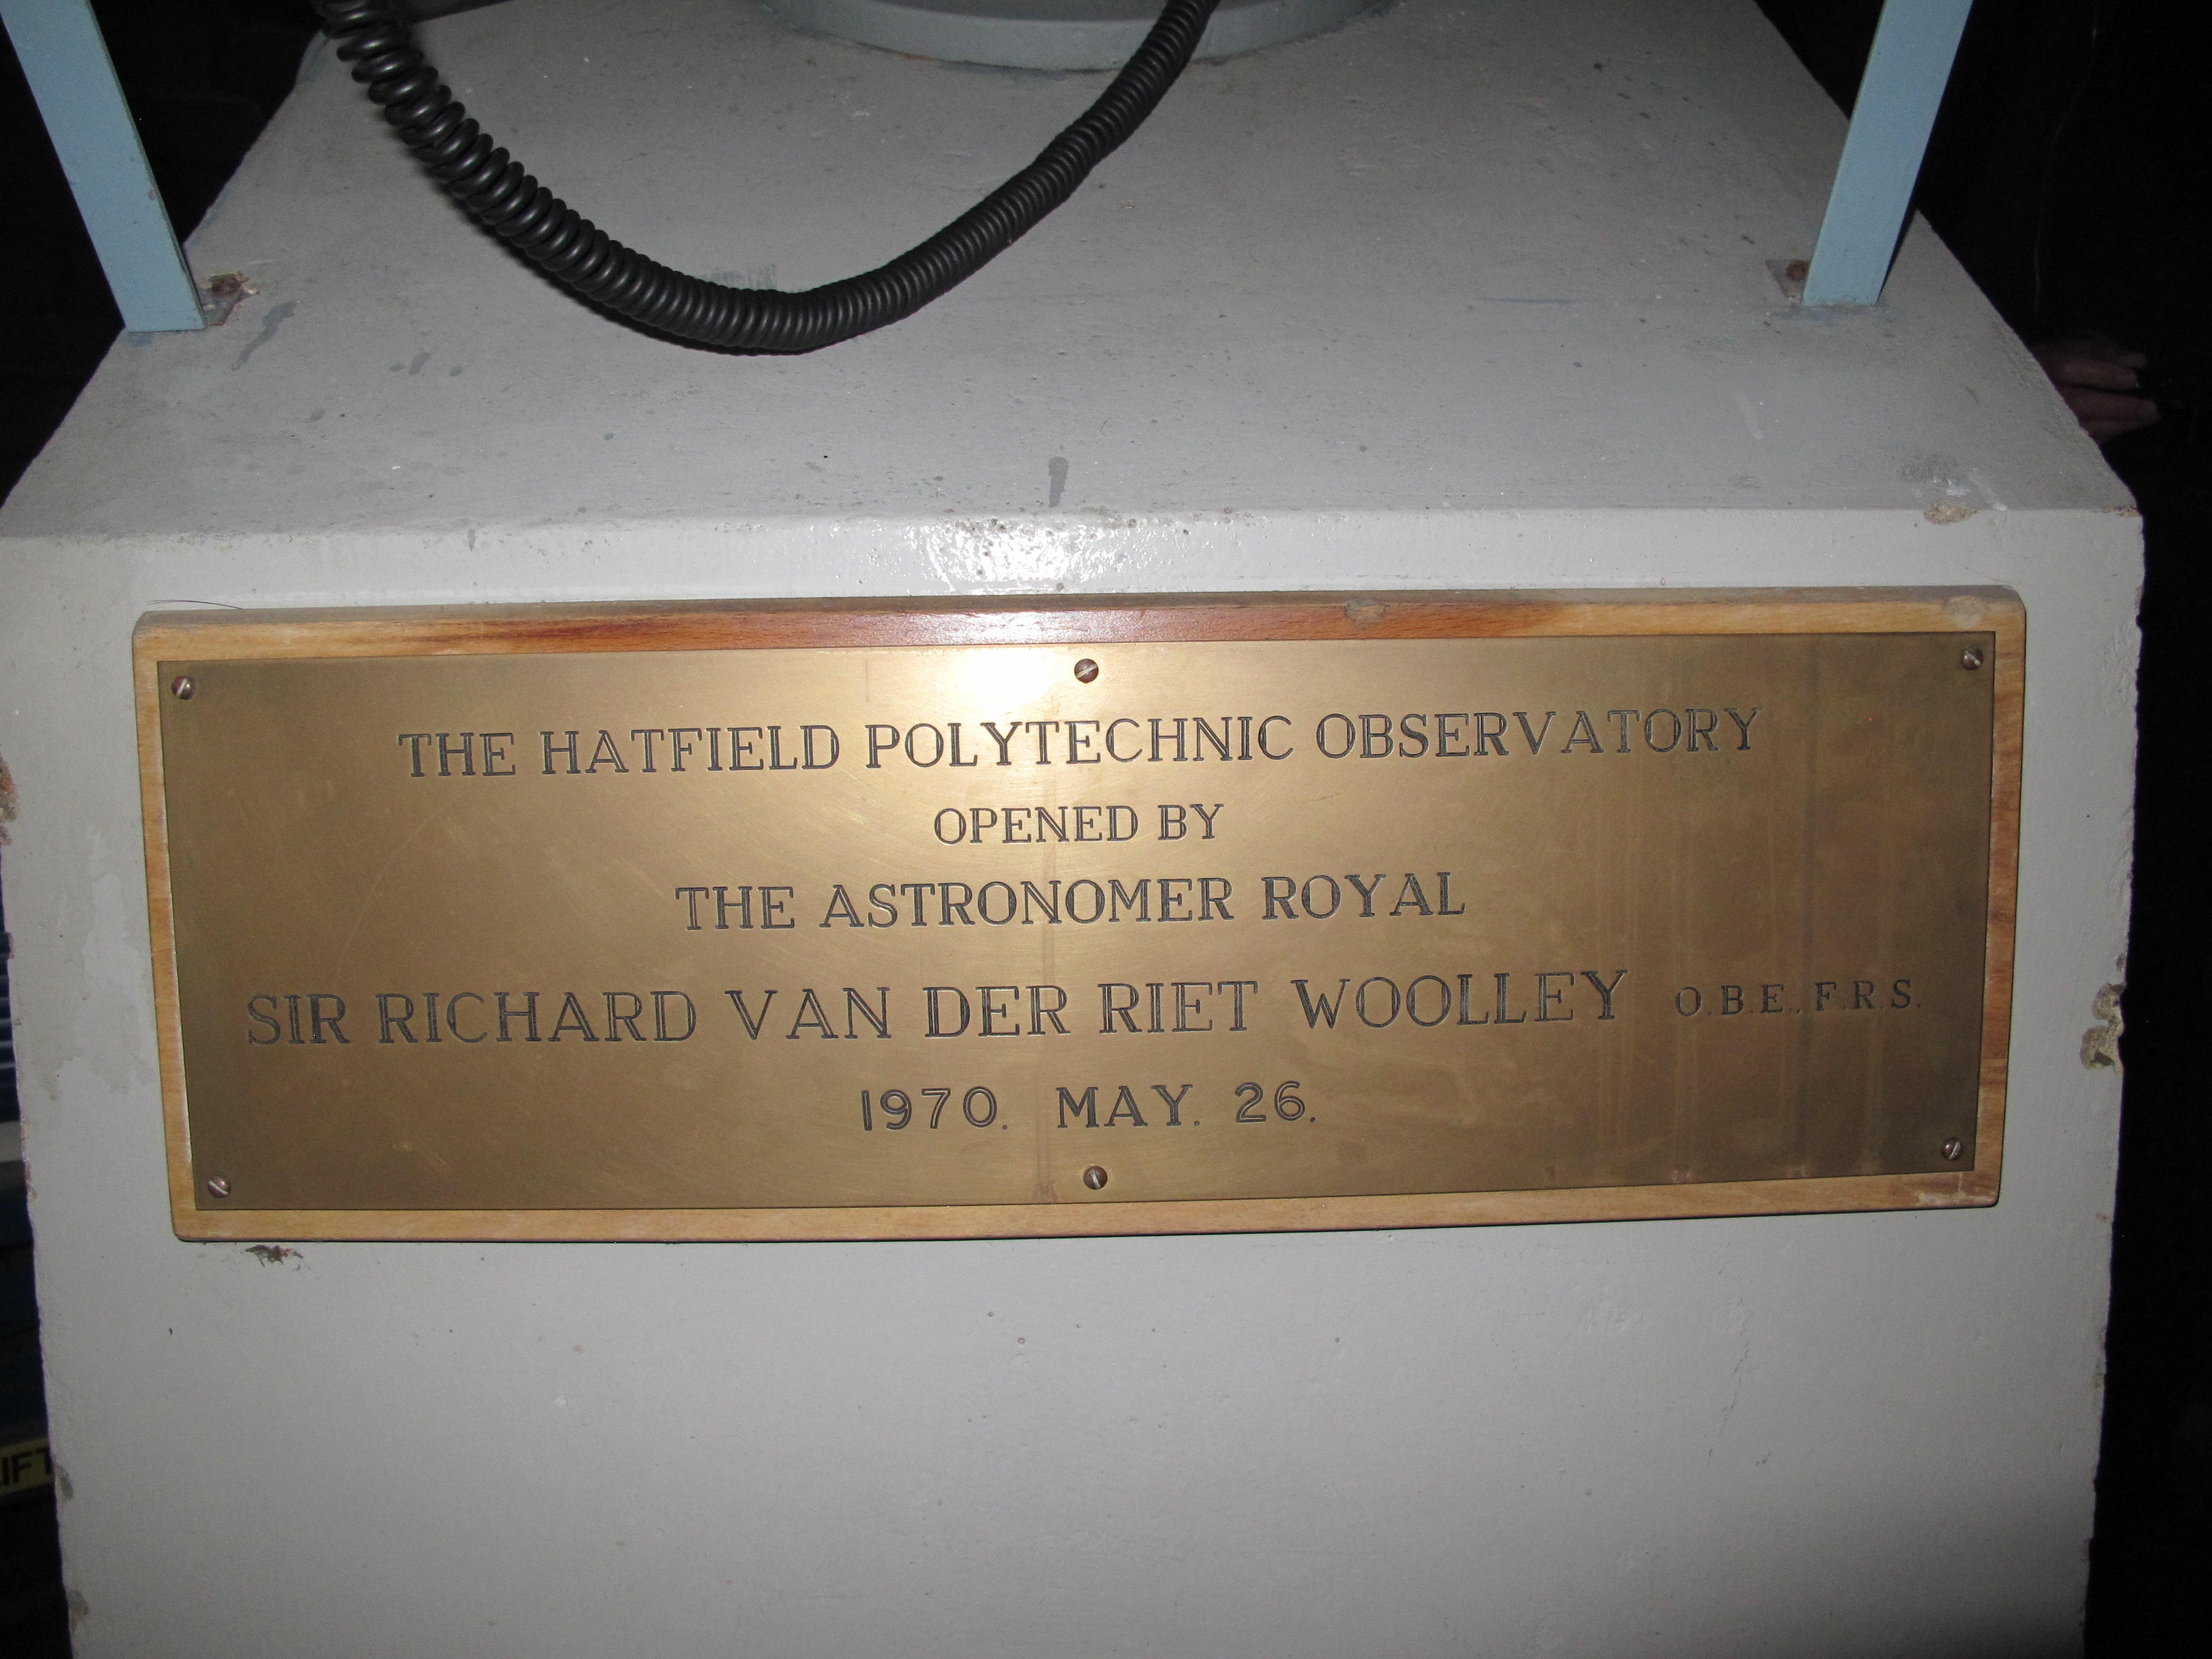 THE HATFIELD POLYTECHNIC OBSERVATORY
OPENED BY
THE ASTRONOMER ROYAL
SIR RICHARD VAN DER RIET WOOLLEY O.B.E., F.R.S.
1970. MAY. 26.